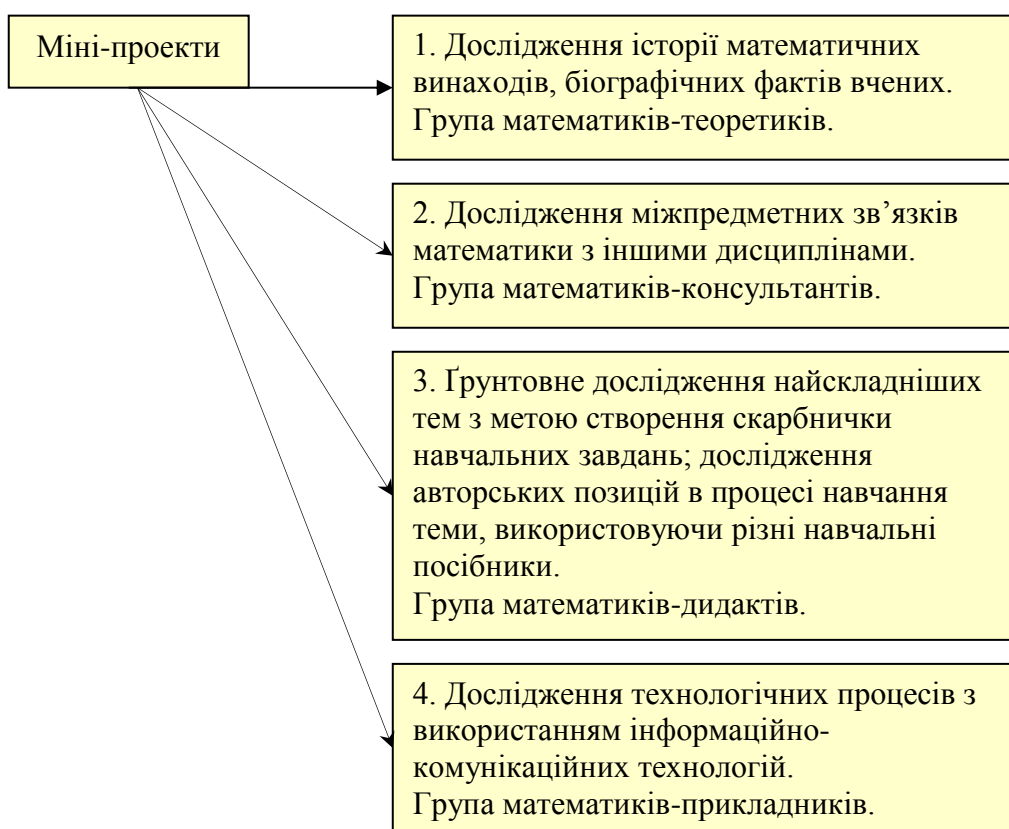 Міні-проекти
1. Дослідження історії математичних
винаходів, біографічних фактів вчених.
Група математиків-теоретиків.
2. Дослідження міжпредметних зв’язків
математики з іншими дисциплінами.
Група математиків-консультантів.
3. Ґрунтовне дослідження найскладніших
тем з метою створення скарбнички
навчальних завдань; дослідження
авторських позицій в процесі навчання
теми, використовуючи різні навчальні
посібники.
Група математиків-дидактів.
4. Дослідження технологічних процесів з
використанням інформаційно-
комунікаційних технологій.
Група математиків-прикладників.